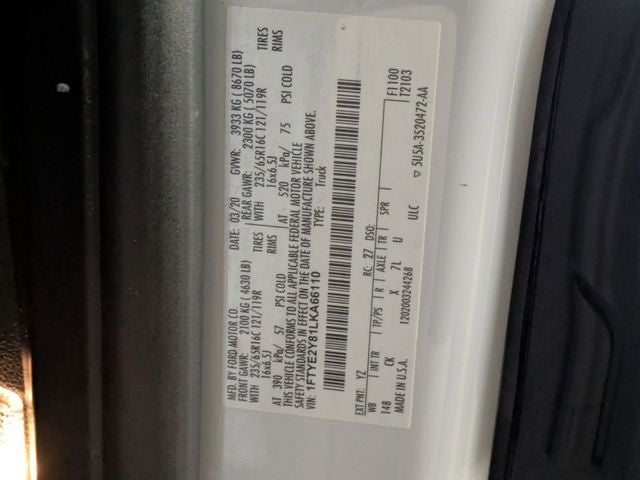 MFD. BY FORD MOTOR CO.
DATE: 03/20 GVWR: 3933 KG ( 8670 LB)
FRONT GAWR: 2100 KG ( 4630 LB) REAR GAWR: 2300 KG ( 5070 LB)
WITH 235/65R16C 121/119R TIRES WITH 235/65R16C 121/119R TIRES
16x6.5J RIMS 16x6.5J RIMS
AT 390 kPa/ 57 PSI COLD AT 520 kPa/ 75 PSI COLD
THIS VEHICLE CONFORMS TO ALL APPLICABLE FEDERAL MOTOR VEHICLE
SAFETY STANDARDS IN EFFECT ON THE DATE OF MANUFACTURE SHOWN ABOVE.
VIN: 1FTYE2Y81LKA66110 TYPE: Truck
EXT PNT: YZ RC: 27 DSO: F1100
T2103
WB INT TR TP/PS R AXLE TR SPR
148 CK X 7L U
MADE IN U.S.A. 1202003244268 ULC ▽ 5U5A-3520472-AA